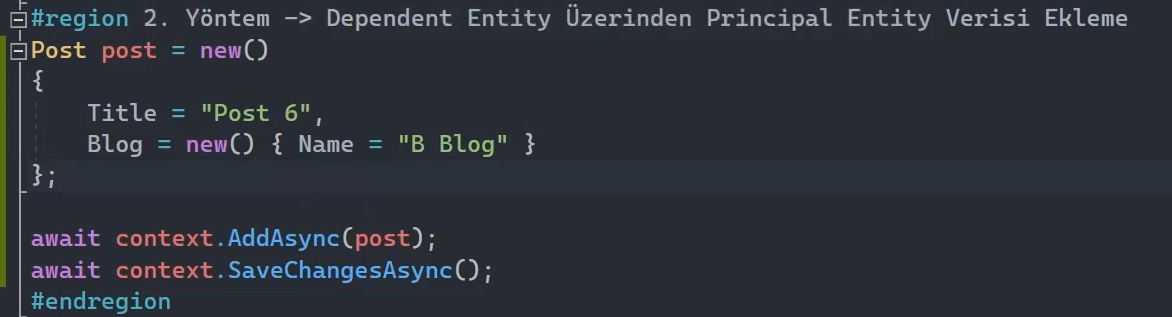 #region 2. Yöntem -> Dependent Entity Üzerinden Principal Entity Verisi Ekleme
Post post = new()
{
    Title = "Post 6",
    Blog = new() { Name = "B Blog" }
};

await context.AddAsync(post);
await context.SaveChangesAsync();
#endregion